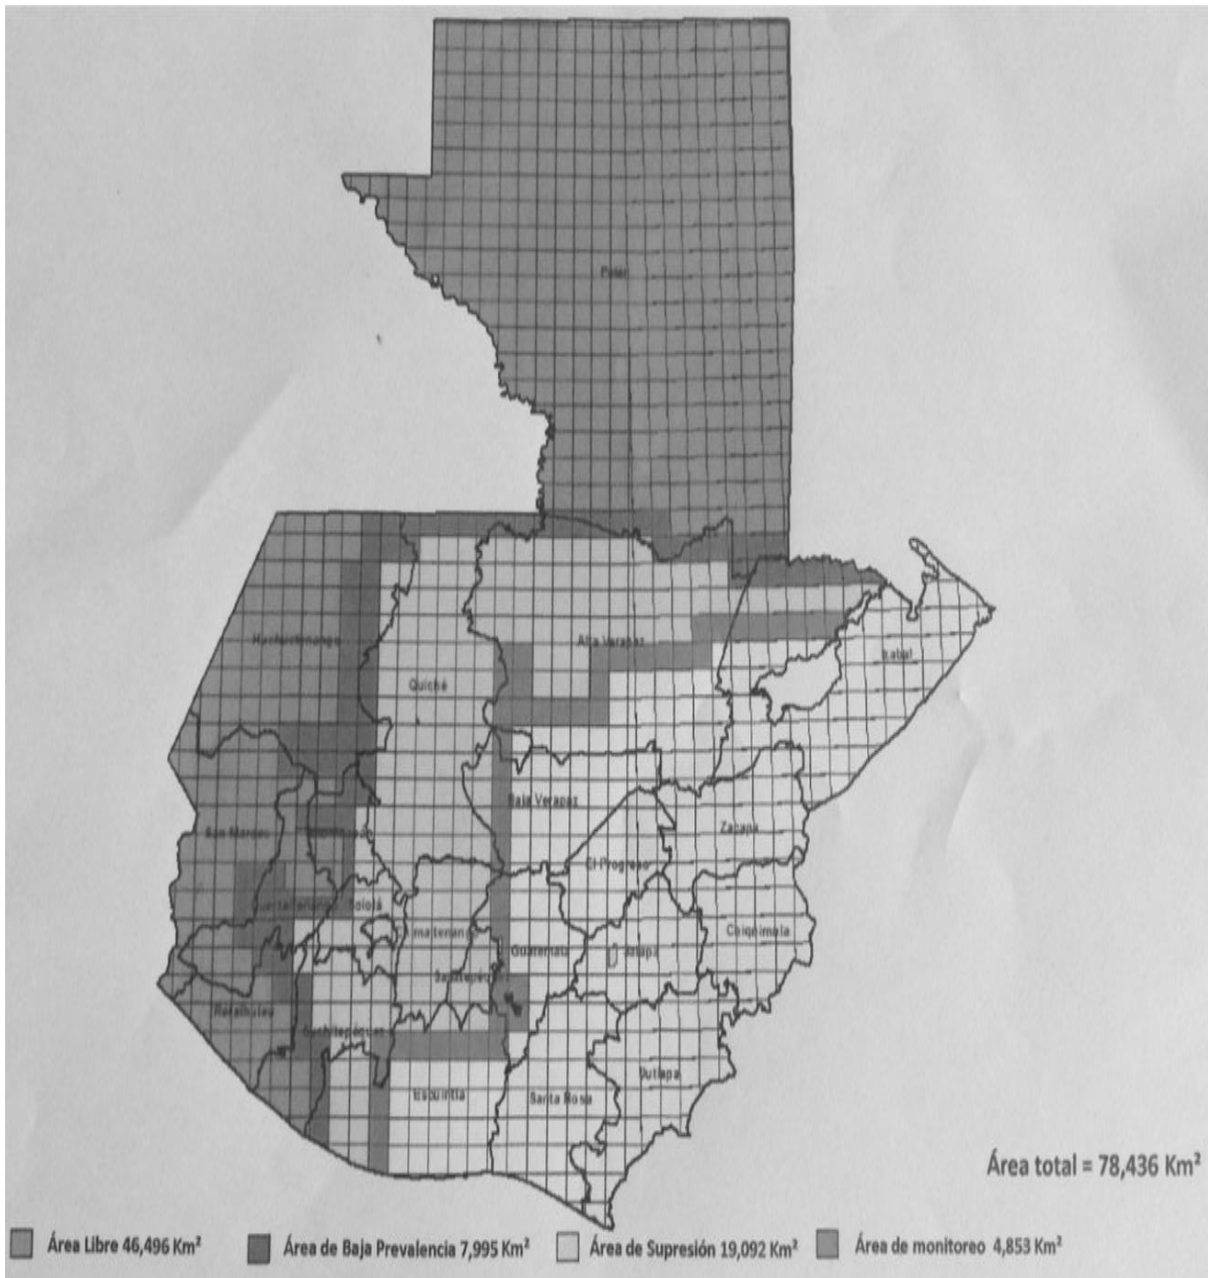 Petén
Huehuetenango
Alta Verapaz
Izabal
Quiché
Baja Verapaz
San Marcos
Zacapa
El Progreso
Sololá
Chiquimula
Guatemala
Jalapa
Retalhuleu
Jutiapa
Escuintla
Santa Rosa
Área total = 78,436 Km²
Área Libre 46,496 Km²
Área de Baja Prevalencia 7,995 Km²
Área de Supresión 19,092 Km²
Área de monitoreo 4,853 Km²